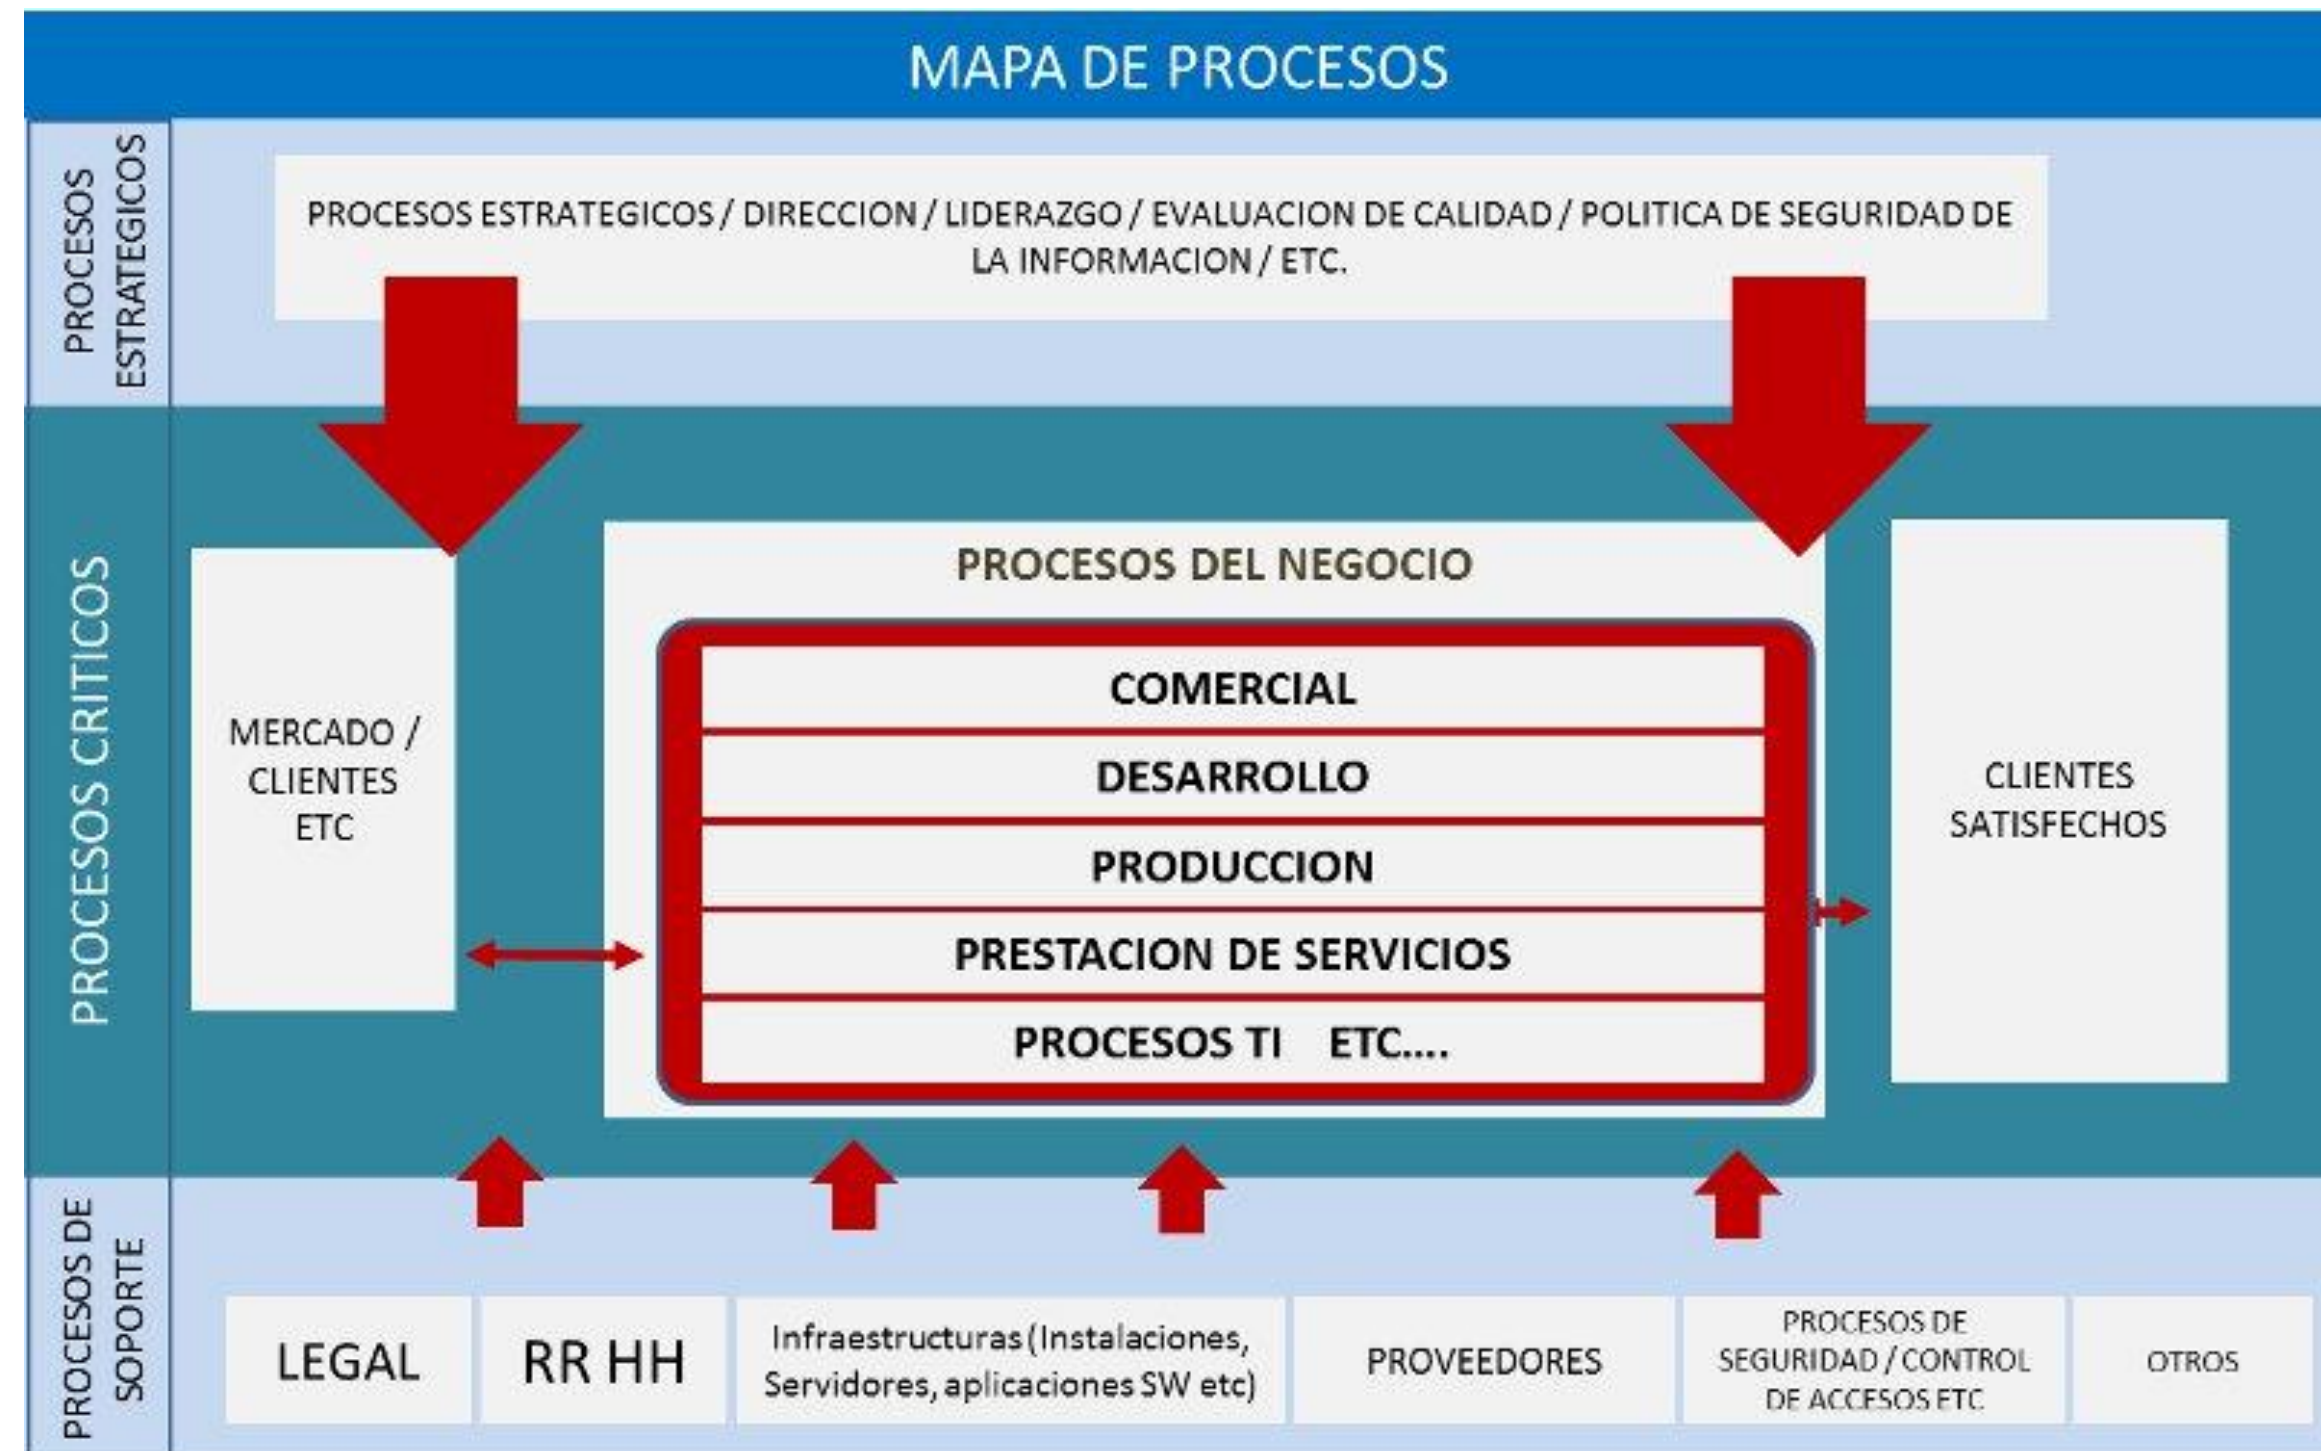 MAPA DE PROCESOS
PROCESOS
ESTRATEGICOS
PROCESOS ESTRATEGICOS / DIRECCION / LIDERAZGO / EVALUACION DE CALIDAD / POLITICA DE SEGURIDAD DE
LA INFORMACION / ETC.
PROCESOS CRITICOS
MERCADO /
CLIENTES
ETC
PROCESOS DEL NEGOCIO
COMERCIAL
DESARROLLO
PRODUCCION
PRESTACION DE SERVICIOS
PROCESOS TI ETC....
CLIENTES
SATISFECHOS
PROCESOS DE
SOPORTE
LEGAL
RR HH
Infraestructuras (Instalaciones,
Servidores, aplicaciones SW etc)
PROVEEDORES
PROCESOS DE
SEGURIDAD / CONTROL
DE ACCESOS ETC
OTROS